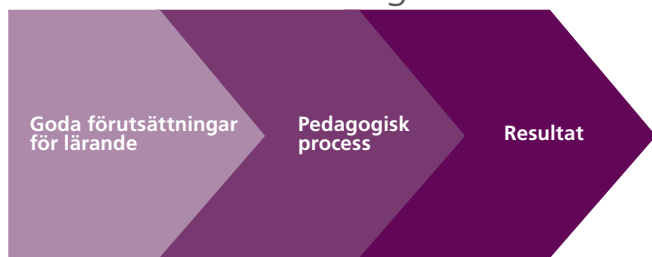 Goda förutsättningar
för lärande
Pedagogisk
process
Resultat